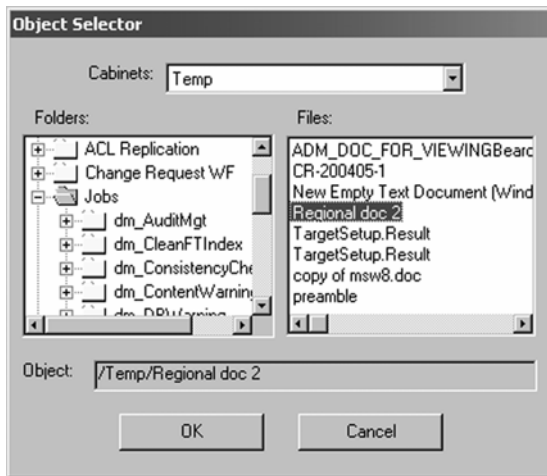 Object Selector
Cabinets: Temp
Folders:
ACL Replication
Change Request WF
Jobs
dm_AuditMgt
dm_CleanFTIndex
dm_ConsistencyChe
dm_ContentWarning
Files:
ADM_DOC_FOR_VIEWINGBeard
CR-200405-1
New Empty Text Document (Wind
Regional doc 2
TargetSetup.Result
TargetSetup.Result
copy of msw8.doc
preamble
Object: /Temp/Regional doc 2
OK Cancel